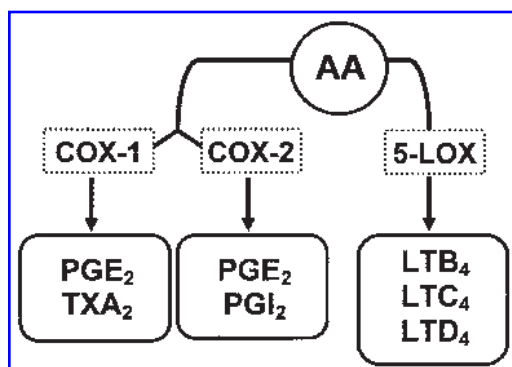 AA
COX-1
COX-2
5-LOX
PGE₂
TXA₂
PGE₂
PGI₂
LTB₄
LTC₄
LTD₄